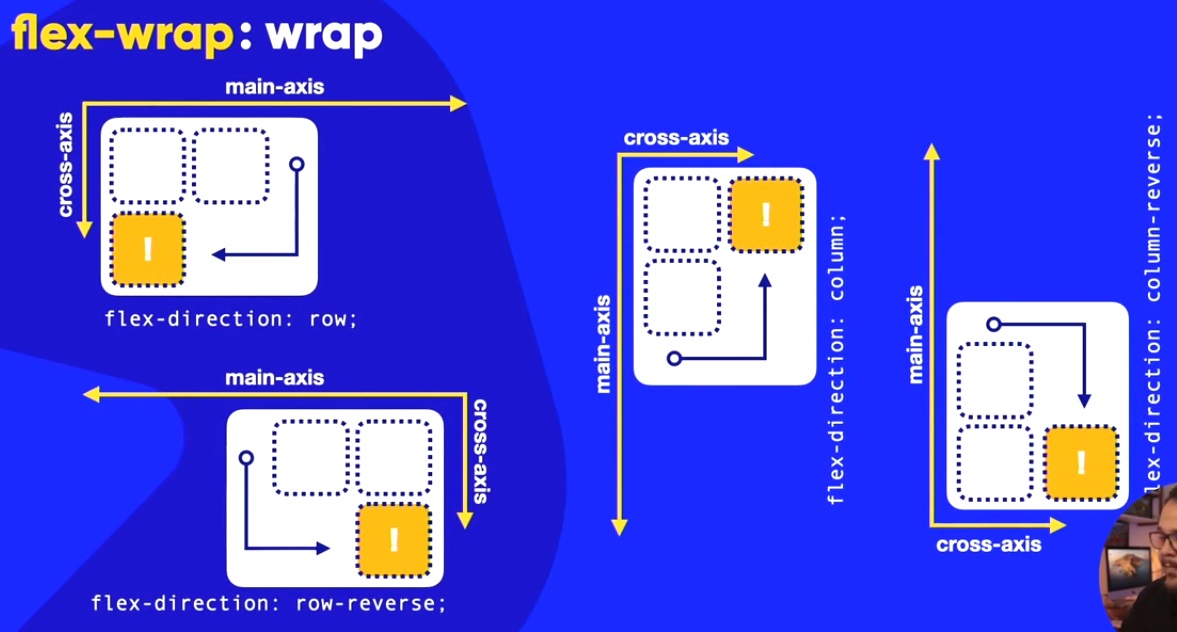 flex-wrap: wrap
main-axis
cross-axis
!
flex-direction: row;
main-axis
cross-axis
!
flex-direction: row-reverse;
cross-axis
main-axis
!
flex-direction: column;
main-axis
cross-axis
!
lex-direction: column-reverse;